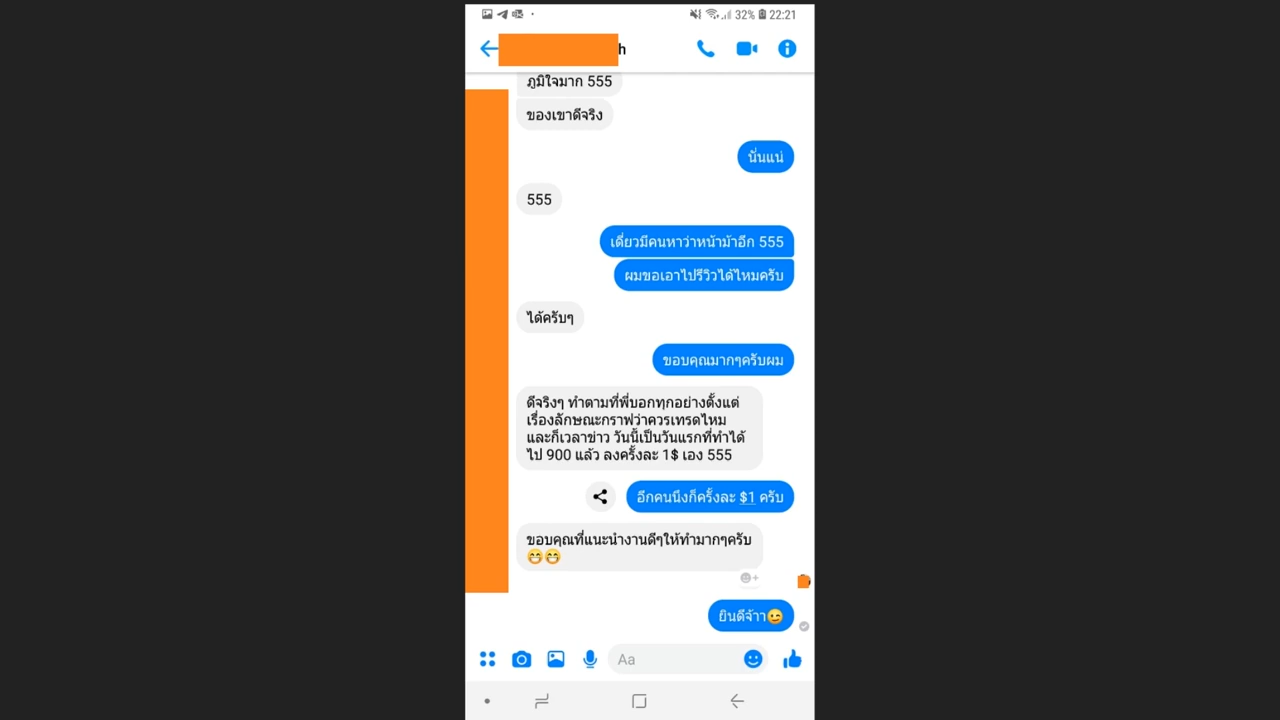 32% 22:21
h
ภูมิใจมาก 555
ของเขาดีจริง
นั่นแน่
555
เดี่ยวมีคนหาว่าหน้าม้าอีก 555
ผมขอเอาไปรีวิวได้ไหมครับ
ได้ครับๆ
ขอบคุณมากๆครับผม
ดีจริงๆ ทำตามที่พี่บอกทุกอย่างตั้งแต่
เรื่องลักษณะกราฟว่าควรเทรดไหม
และก็เวลาข่าว วันนี้เป็นวันแรกที่ทำได้
ไป 900 แล้ว ลงครั้งละ 1$ เอง 555
อีกคนนึงก็ครั้งละ $1 ครับ
ขอบคุณที่แนะนำงานดีๆให้ทำมากๆครับ
😁😁
ยินดีจ้าา😉
Aa